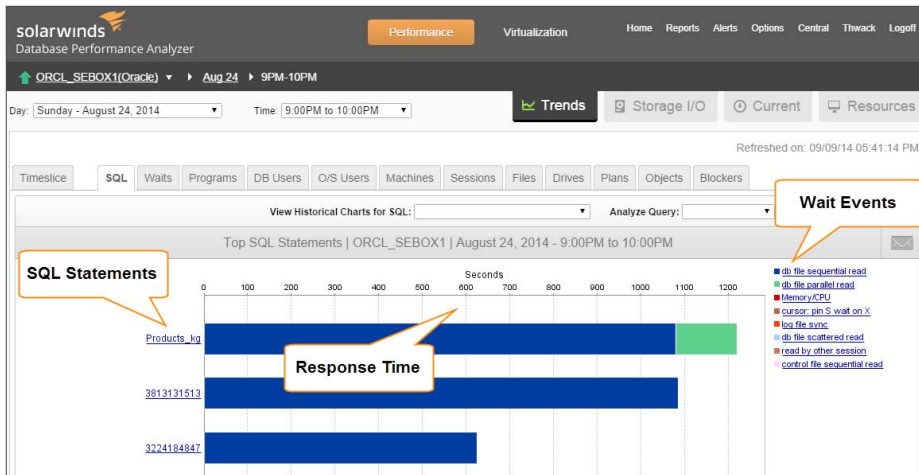 solarwinds
Database Performance Analyzer
Performance
Virtualization
Home Reports Alerts Options Central Thwack Logoff
ORCL_SEBOX1(Oracle) Aug 24 9PM-10PM
Day: Sunday - August 24, 2014 Time: 9:00PM to 10:00PM
Trends Storage I/O Current Resources
Refreshed on: 09/09/14 05:41:14 PM
Timeslice SQL Waits Programs DB Users O/S Users Machines Sessions Files Drives Plans Objects Blockers
View Historical Charts for SQL: Analyze Query:
Wait Events
Top SQL Statements | ORCL_SEBOX1 | August 24, 2014 - 9:00PM to 10:00PM
SQL Statements
Seconds
0 100 200 300 400 500 600 700 800 900 1000 1100 1200
db file sequential read
db file parallel read
Memory/CPU
cursor: pin S wait on X
log file sync
db file scattered read
read by other session
control file sequential read
Products_kg
Response Time
3813131513
3224184847